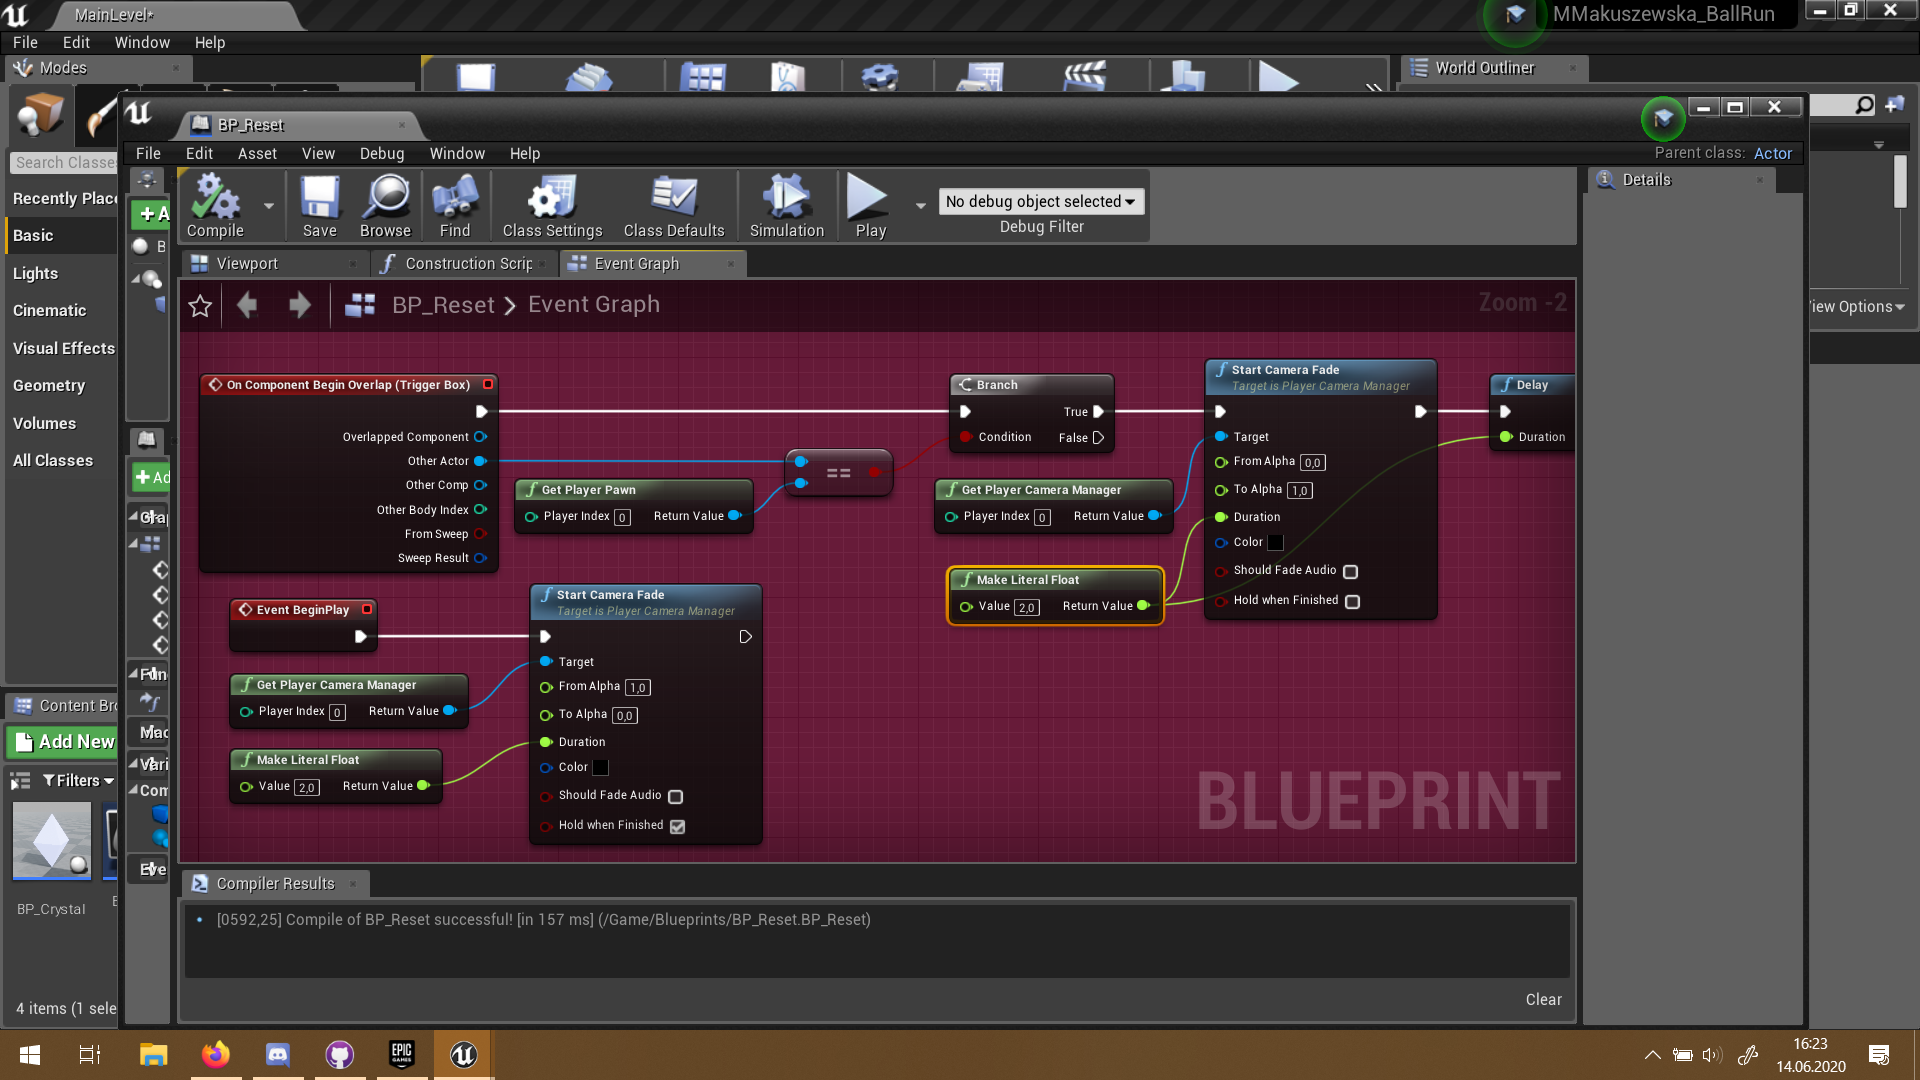 MainLevel*
MMakuszewska_BallRun
File Edit Window Help
Modes
World Outliner
BP_Reset
Search Classes
File Edit Asset View Debug Window Help
Parent class: Actor
Recently Place
Basic
Lights
Cinematic
Visual Effects
Geometry
Volumes
All Classes
Compile
Save
Browse
Find
Class Settings
Class Defaults
Simulation
Play
No debug object selected
Debug Filter
Details
Viewport
Construction Scrip
Event Graph
BP_Reset > Event Graph
Zoom -2
View Options
On Component Begin Overlap (Trigger Box)
Overlapped Component
Other Actor
Other Comp
Other Body Index
From Sweep
Sweep Result
Get Player Pawn
Player Index 0 Return Value
==
Branch
True
Condition False
Get Player Camera Manager
Player Index 0 Return Value
Make Literal Float
Value 2,0 Return Value
Start Camera Fade
Target is Player Camera Manager
Target
From Alpha 0,0
To Alpha 1,0
Duration
Color
Should Fade Audio
Hold when Finished
Delay
Duration
Event BeginPlay
Get Player Camera Manager
Player Index 0 Return Value
Make Literal Float
Value 2,0 Return Value
Start Camera Fade
Target is Player Camera Manager
Target
From Alpha 1,0
To Alpha 0,0
Duration
Color
Should Fade Audio
Hold when Finished
BLUEPRINT
Content Bro
Add New
Filters
BP_Crystal
4 items (1 sele
Compiler Results
[0592,25] Compile of BP_Reset successful! [in 157 ms] (/Game/Blueprints/BP_Reset.BP_Reset)
Clear
EPIC
GAMES
16:23
14.06.2020